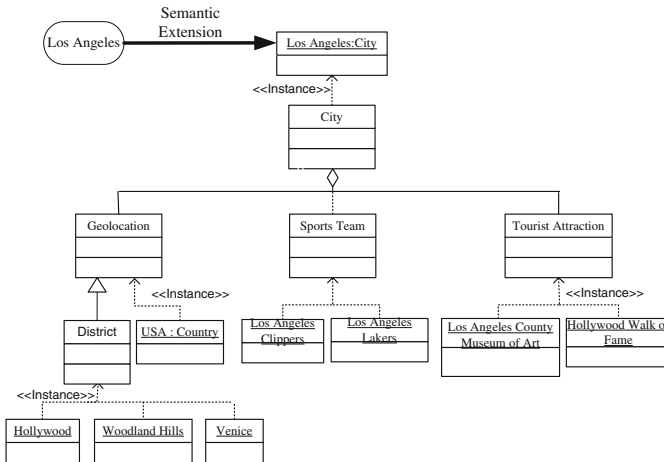 Los Angeles
Semantic
Extension
Los Angeles:City
<<Instance>>
City
Geolocation
Sports Team
Tourist Attraction
<<Instance>>
<<Instance>>
District
USA : Country
Los Angeles
Clippers
Los Angeles
Lakers
Los Angeles County
Museum of Art
Hollywood Walk of
Fame
<<Instance>>
Hollywood
Woodland Hills
Venice